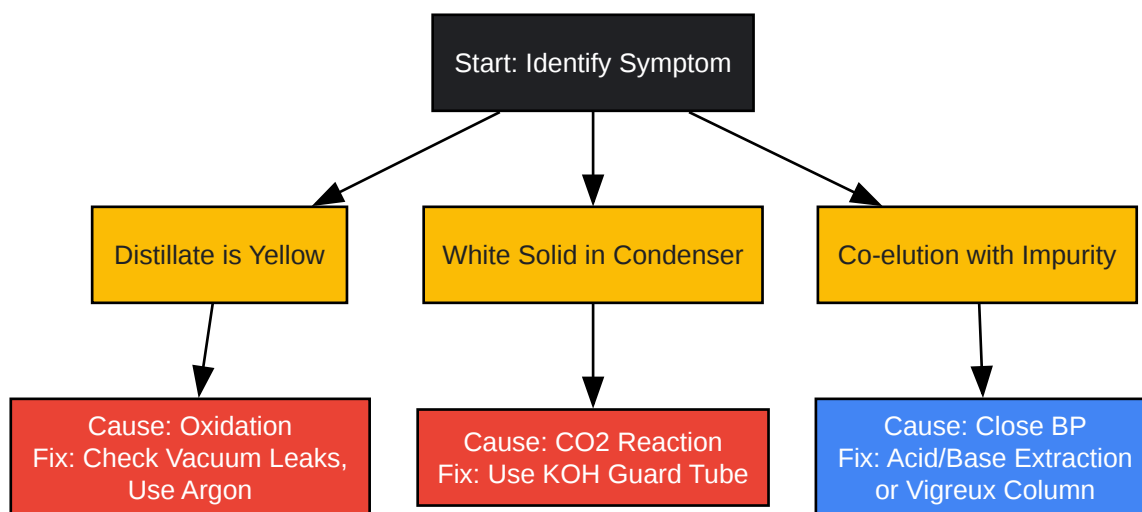 Start: Identify Symptom
Distillate is Yellow
White Solid in Condenser
Co-elution with Impurity
Cause: Oxidation
Fix: Check Vacuum Leaks,
Use Argon
Cause: CO2 Reaction
Fix: Use KOH Guard Tube
Cause: Close BP
Fix: Acid/Base Extraction
or Vigreux Column